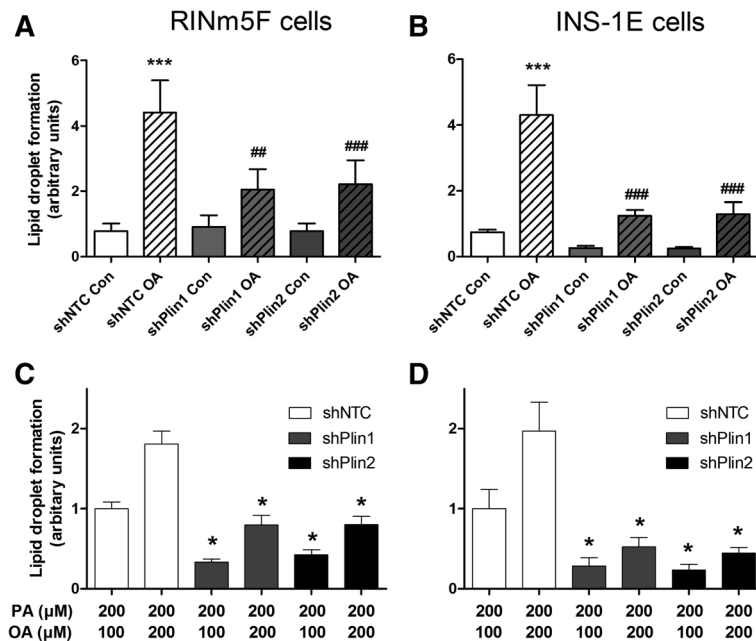 A RINm5F cells
Lipid droplet formation
(arbitrary units)
6
4
2
0
***
##
###
shNTC Con
shNTC OA
shPlin1 Con
shPlin1 OA
shPlin2 Con
shPlin2 OA
B INS-1E cells
6
4
2
0
***
###
###
shNTC Con
shNTC OA
shPlin1 Con
shPlin1 OA
shPlin2 Con
shPlin2 OA
C
Lipid droplet formation
(arbitary units)
2
1
0
shNTC
shPlin1
shPlin2
* * * *
PA (µM) 200 200 200 200 200 200
OA (µM) 100 200 100 200 100 200
D
2
1
0
shNTC
shPlin1
shPlin2
* * * *
200 200 200 200 200 200
100 200 100 200 100 200